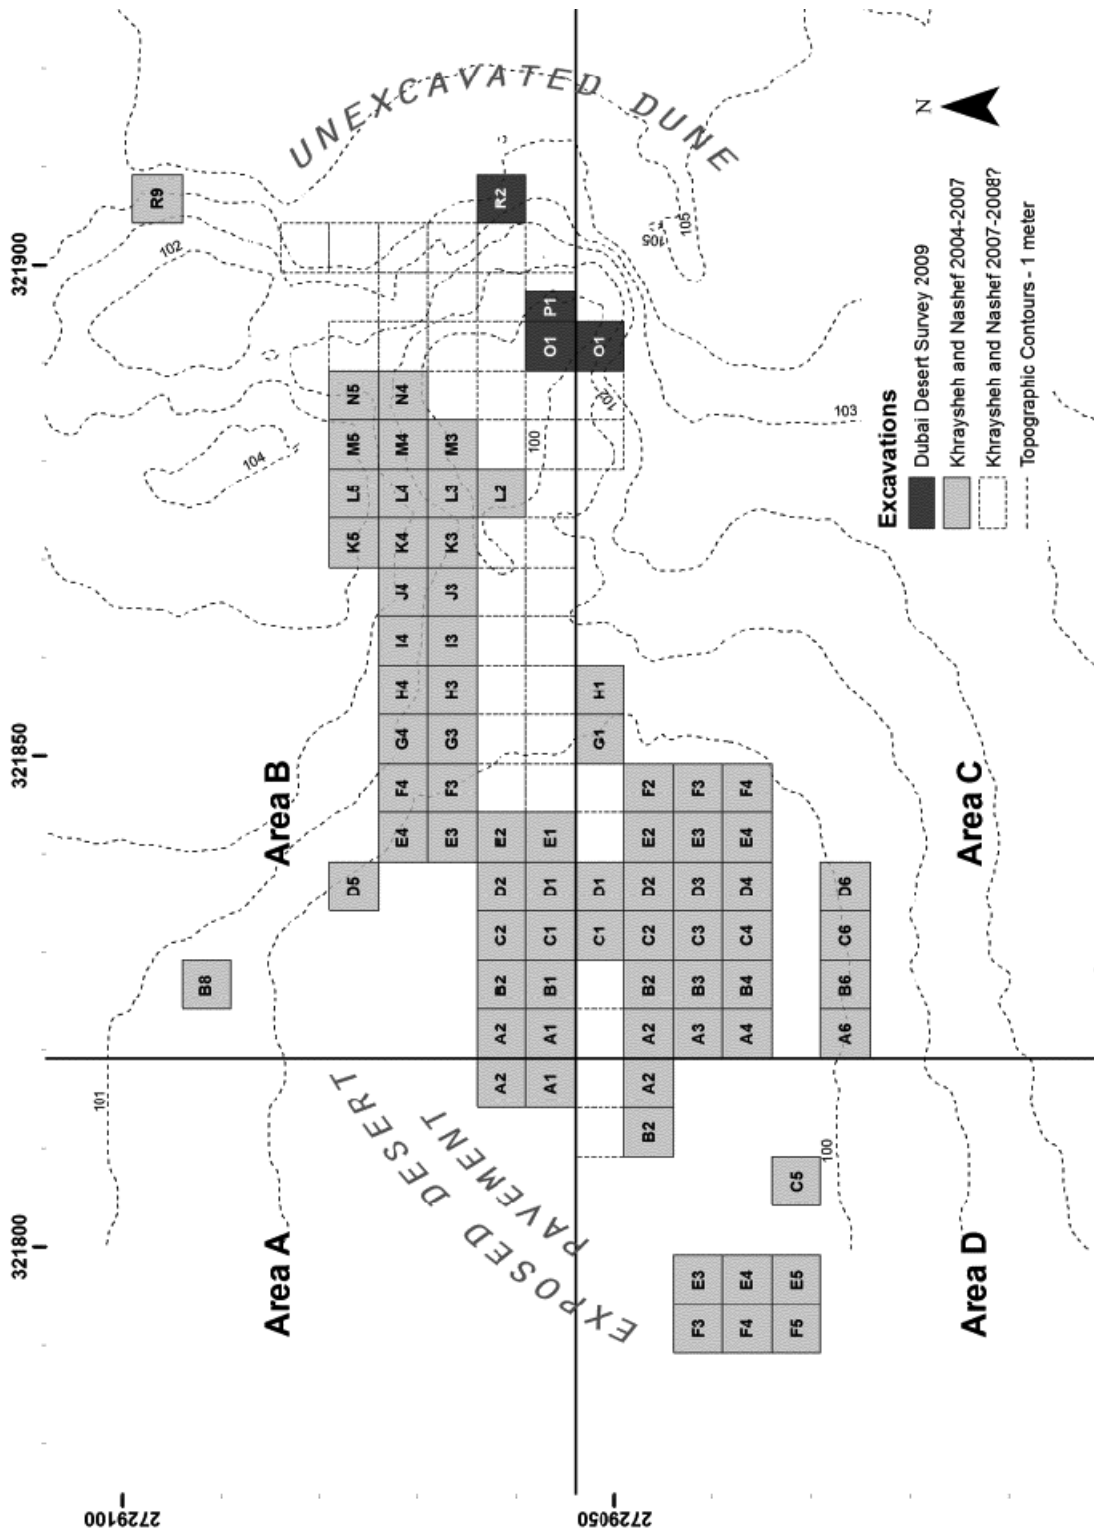 321800 321850 321900
2729100
101
R9
102
B8
104
Area A Area B
UNEXCAVATED DUNE
EXPOSED DESERT
PAVEMENT
D5 K5 L5 M5 N5
E4 F4 G4 H4 I4 J4 K4 L4 M4 N4
E3 F3 G3 H3 I3 J3 K3 L3 M3
A2 A2 B2 C2 D2 E2 L2 R2
100
A1 A1 B1 C1 D1 E1 O1 P1
C1 D1 G1 H1 O1
102
2729050
B2 A2 A2 B2 C2 D2 E2 F2
105
105
F3 E3 A3 B3 C3 D3 E3 F3
F4 E4 A4 B4 C4 D4 E4 F4
F5 E5 C5
100
A6 B6 C6 D6
103
Area D Area C
Excavations
Dubai Desert Survey 2009
Khraysheh and Nashef 2004-2007
Khraysheh and Nashef 2007-2008?
Topographic Contours - 1 meter
N